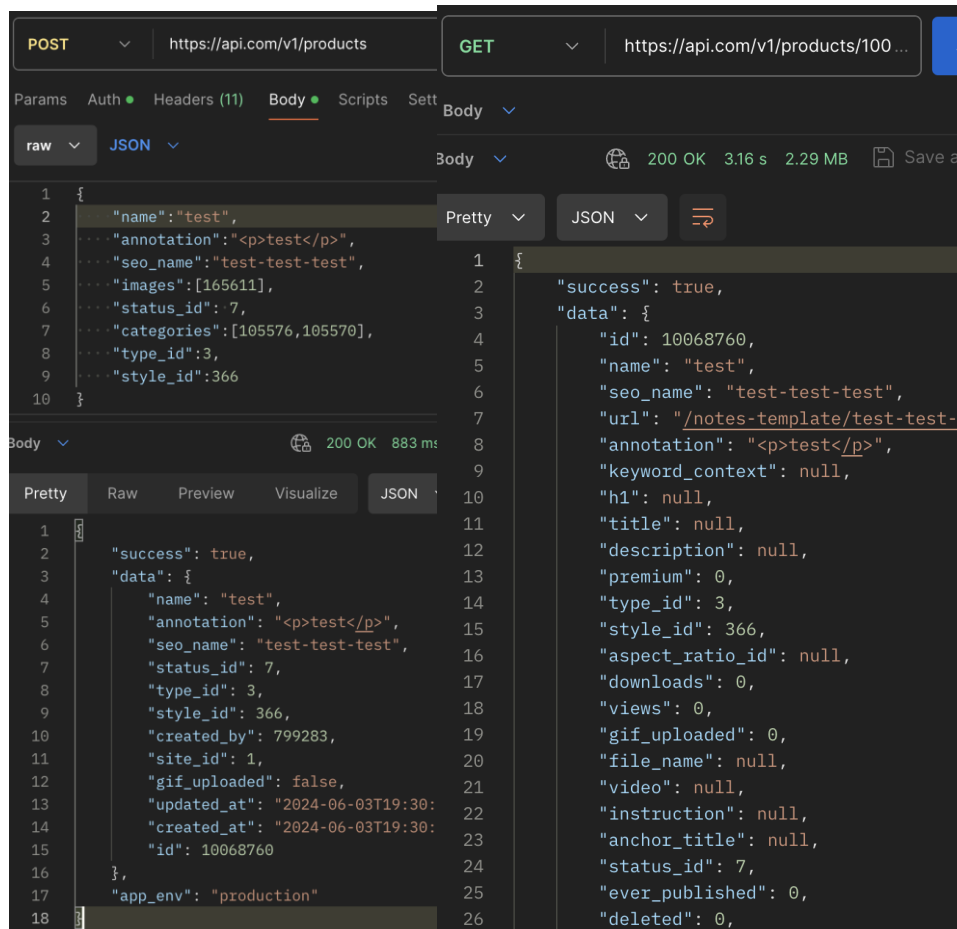 POST https://api.com/v1/products
Params Auth Headers (11) Body Scripts Sett
raw JSON
1 {
2 ····"name":"test",
3 ····"annotation":"<p>test</p>",
4 ····"seo_name":"test-test-test",
5 ····"images":[165611],
6 ····"status_id":·7,
7 ····"categories":[105576,105570],
8 ····"type_id":3,
9 ····"style_id":366
10 }
Body 200 OK 883 ms
Pretty Raw Preview Visualize JSON
1 {
2 "success": true,
3 "data": {
4 "name": "test",
5 "annotation": "<p>test</p>",
6 "seo_name": "test-test-test",
7 "status_id": 7,
8 "type_id": 3,
9 "style_id": 366,
10 "created_by": 799283,
11 "site_id": 1,
12 "gif_uploaded": false,
13 "updated_at": "2024-06-03T19:30:
14 "created_at": "2024-06-03T19:30:
15 "id": 10068760
16 },
17 "app_env": "production"
18 }
GET https://api.com/v1/products/100...
Body
Body 200 OK 3.16 s 2.29 MB Save a
Pretty JSON
1 {
2 "success": true,
3 "data": {
4 "id": 10068760,
5 "name": "test",
6 "seo_name": "test-test-test",
7 "url": "/notes-template/test-test-
8 "annotation": "<p>test</p>",
9 "keyword_context": null,
10 "h1": null,
11 "title": null,
12 "description": null,
13 "premium": 0,
14 "type_id": 3,
15 "style_id": 366,
16 "aspect_ratio_id": null,
17 "downloads": 0,
18 "views": 0,
19 "gif_uploaded": 0,
20 "file_name": null,
21 "video": null,
22 "instruction": null,
23 "anchor_title": null,
24 "status_id": 7,
25 "ever_published": 0,
26 "deleted": 0,